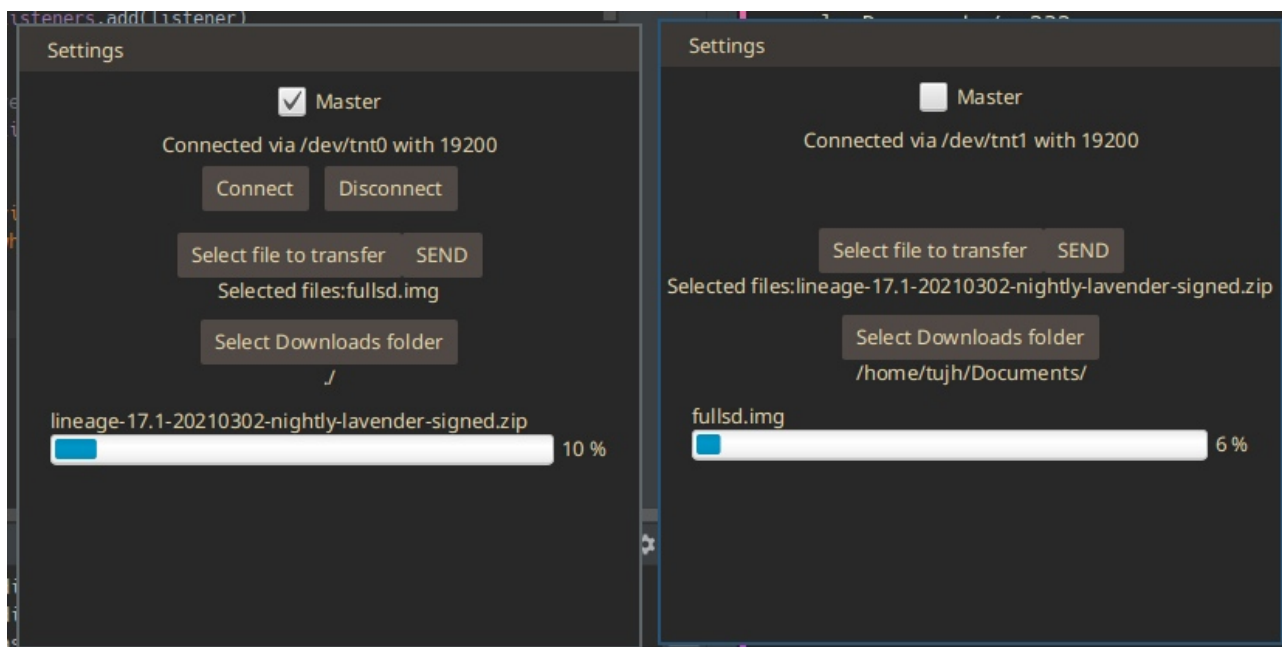 isteners.add(listener)
Settings
Master
Connected via /dev/tnt0 with 19200
Connect Disconnect
Select file to transfer SEND
Selected files:fullsd.img
Select Downloads folder
./
lineage-17.1-20210302-nightly-lavender-signed.zip
10 %
Settings
Master
Connected via /dev/tnt1 with 19200
Select file to transfer SEND
Selected files:lineage-17.1-20210302-nightly-lavender-signed.zip
Select Downloads folder
/home/tujh/Documents/
fullsd.img
6 %